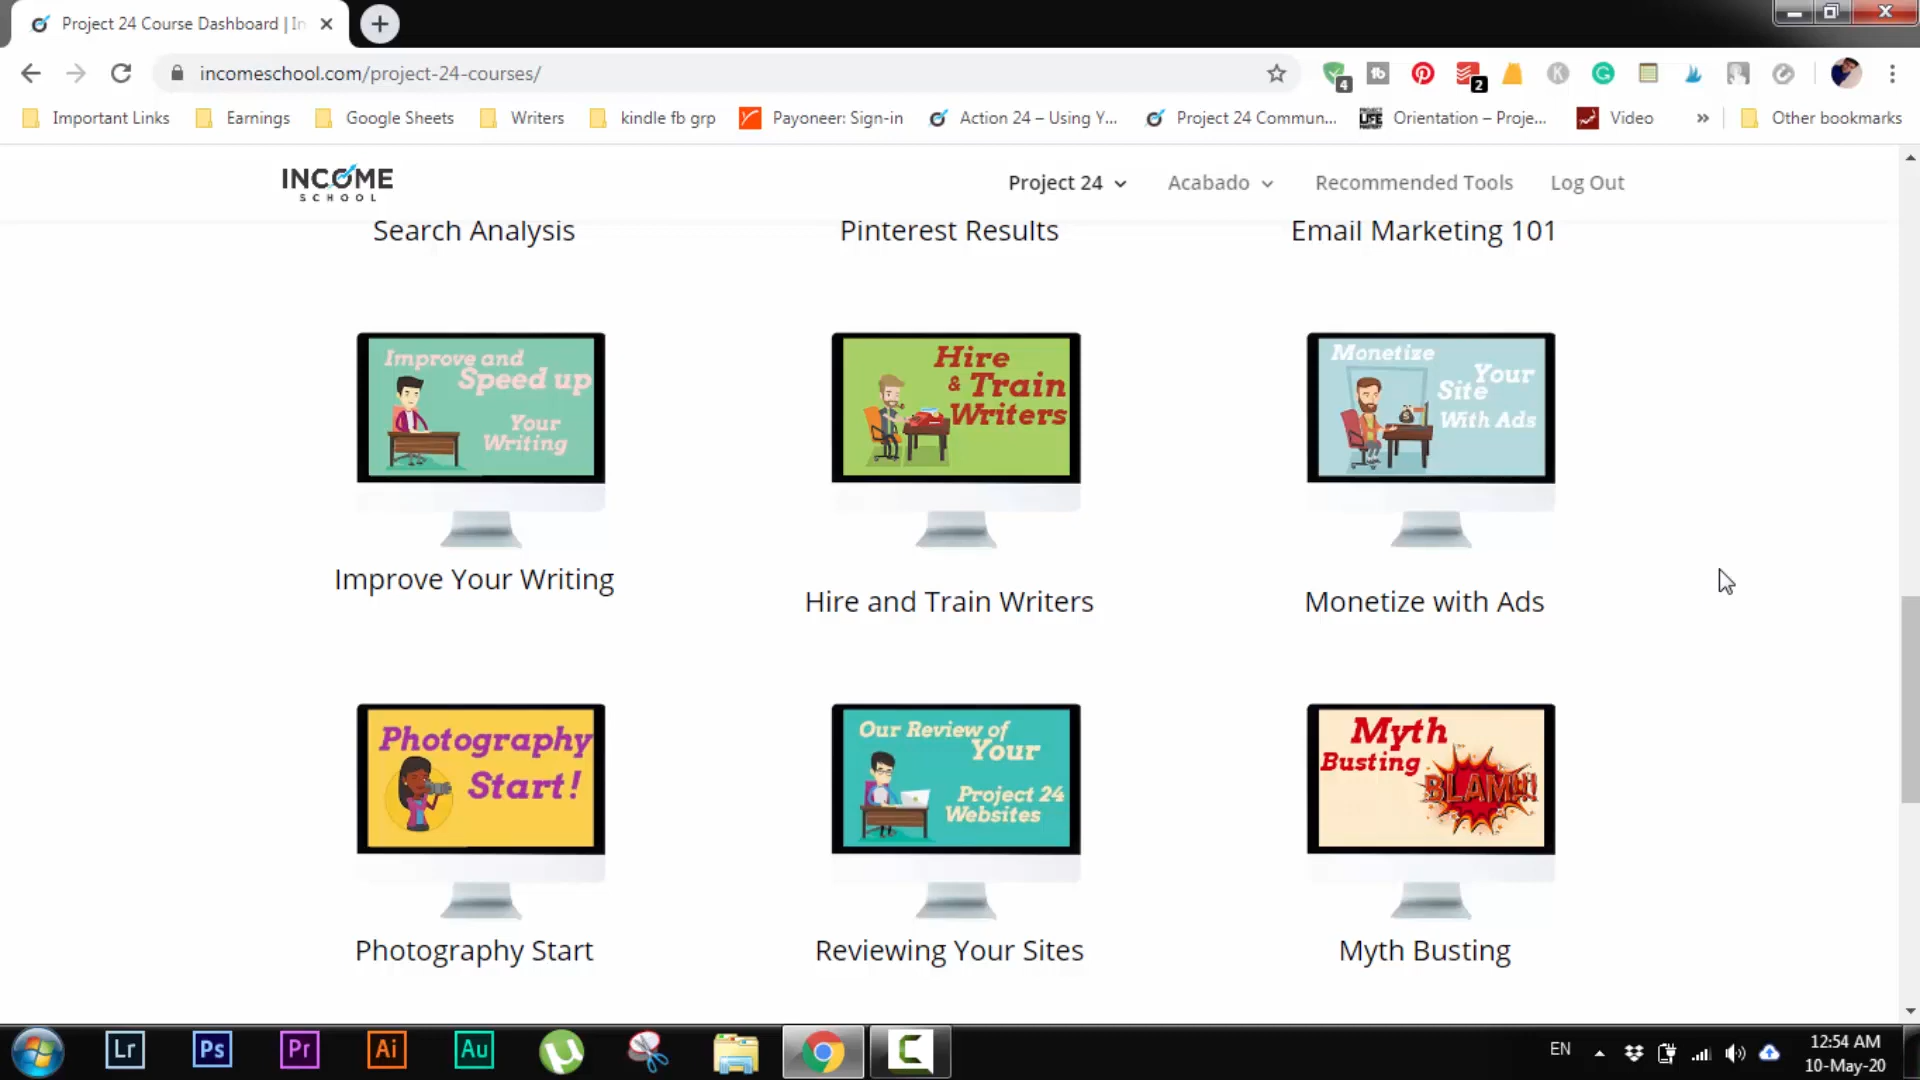 Project 24 Course Dashboard | In
incomeschool.com/project-24-courses/
4
2
Important Links
Earnings
Google Sheets
Writers
kindle fb grp
Payoneer: Sign-in
Action 24 – Using Y...
Project 24 Commun...
Orientation – Proje...
Video
Other bookmarks
INCOME
SCHOOL
Project 24
Acabado
Recommended Tools
Log Out
Search Analysis
Pinterest Results
Email Marketing 101
Improve and
Speed up
Your
Writing
Hire
& Train
Writers
Monetize
Your
Site
With Ads
Improve Your Writing
Hire and Train Writers
Monetize with Ads
Photography
Start!
Our Review of
Your
Project 24
Websites
Myth
Busting
BLAM!!!
Photography Start
Reviewing Your Sites
Myth Busting
Lr
Ps
Pr
Ai
Au
EN
12:54 AM
10-May-20